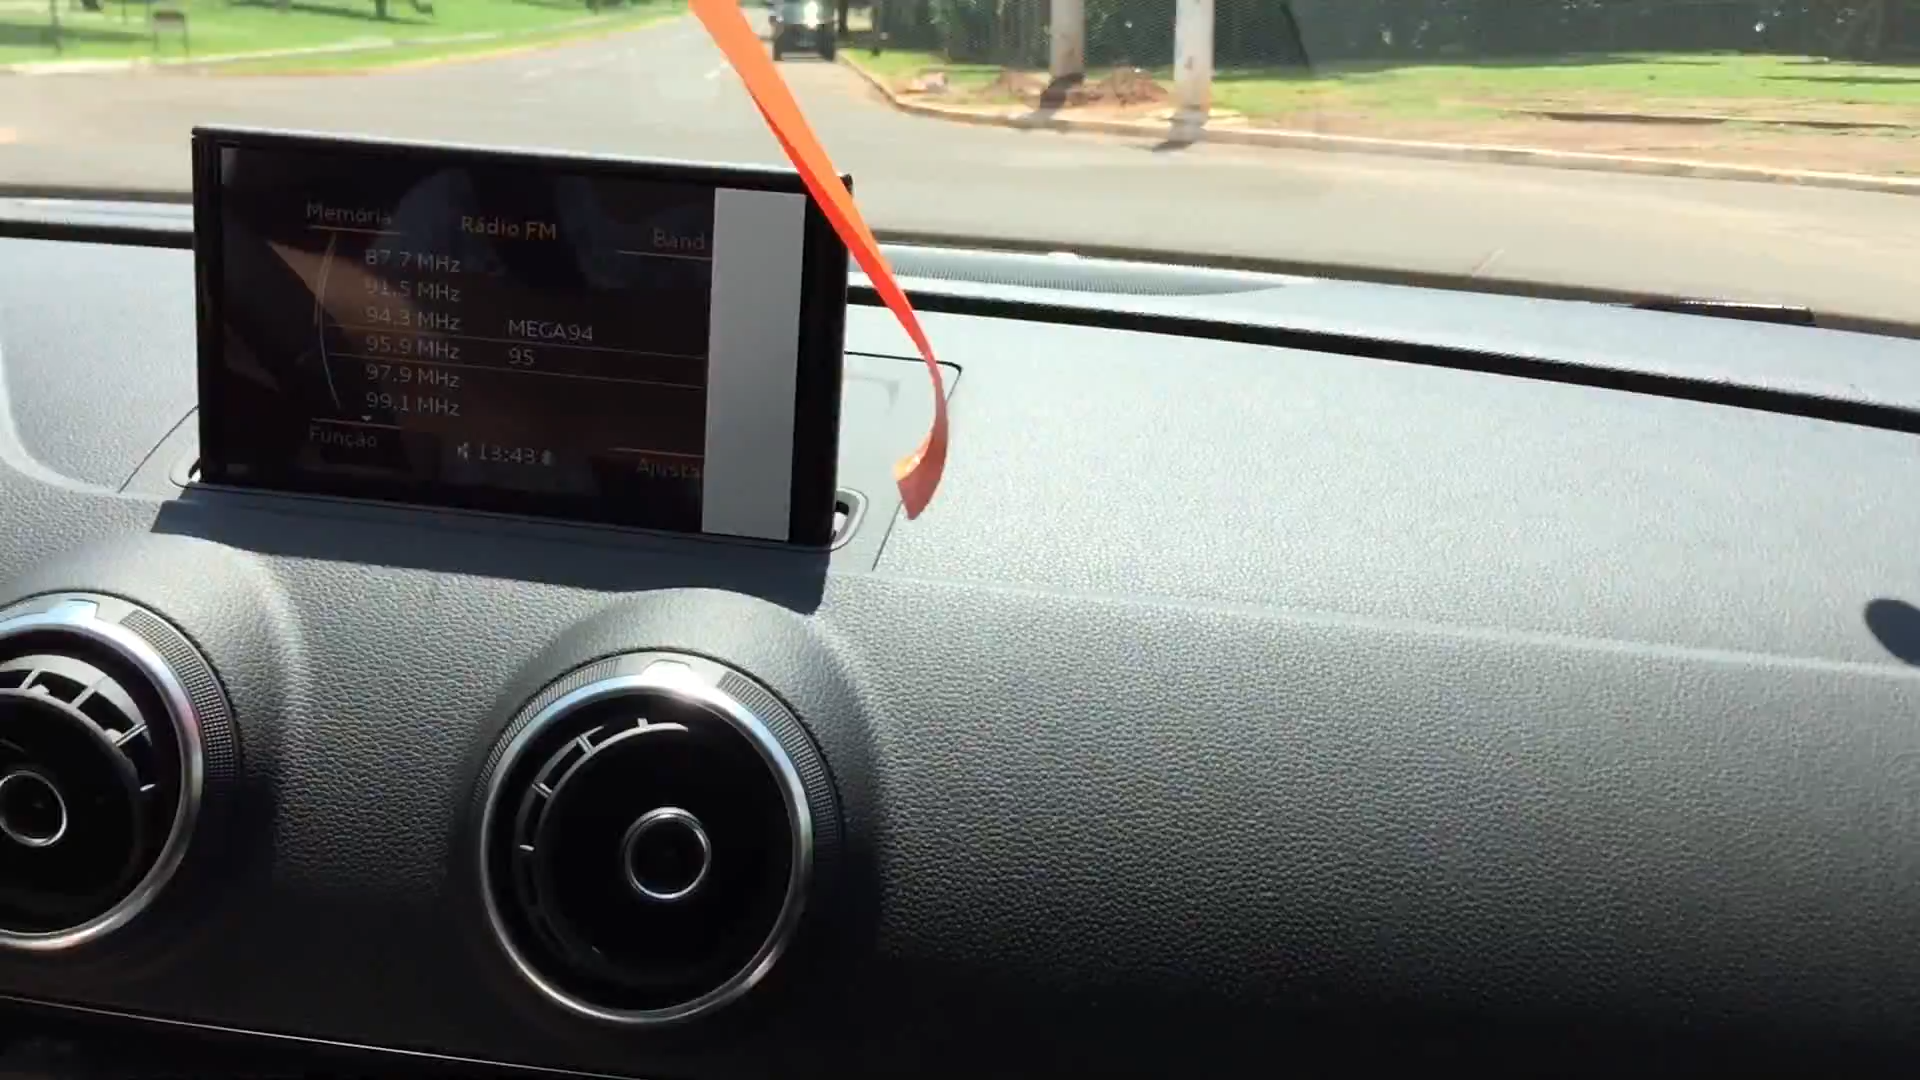 Memória Rádio FM Band
87.7 MHz
91.5 MHz
94.3 MHz MEGA94
95.9 MHz 95
97.9 MHz
99.1 MHz
Função 13:43 Ajusta